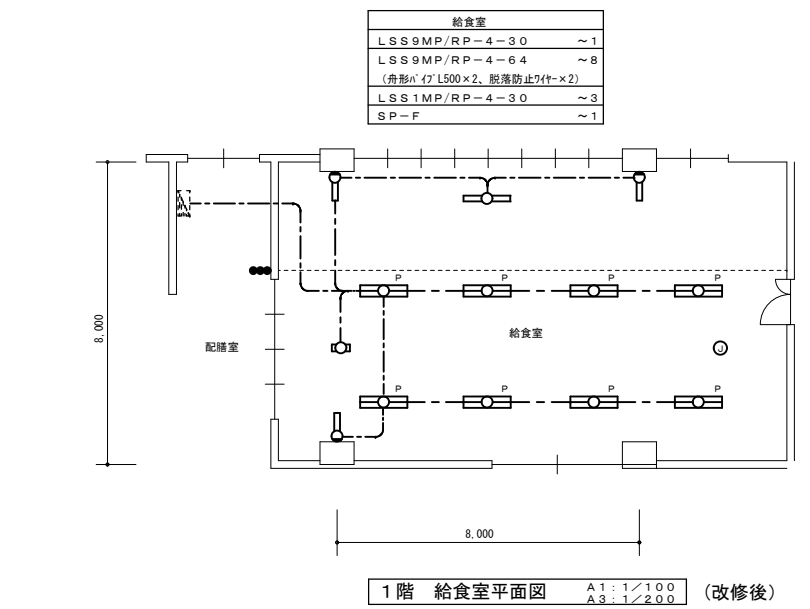 給食室
LSS9MP/RP-4-30 ~1
LSS9MP/RP-4-64 ~8
(舟形パイプL500×2、脱落防止ワイヤー×2)
LSS1MP/RP-4-30 ~3
SP-F ~1
P P P P
8,000
配膳室
給食室
J
P P P P
8,000
1階 給食室平面図
A1:1/100
A3:1/200
(改修後)